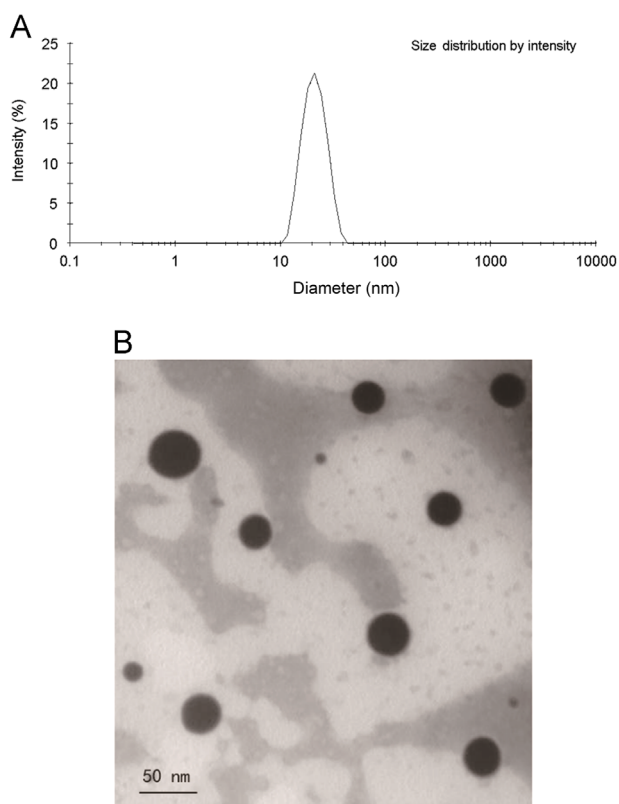 A
Size distribution by intensity
25
20
15
10
5
0
Intensity (%)
0.1 1 10 100 1000 10000
Diameter (nm)
B
50 nm